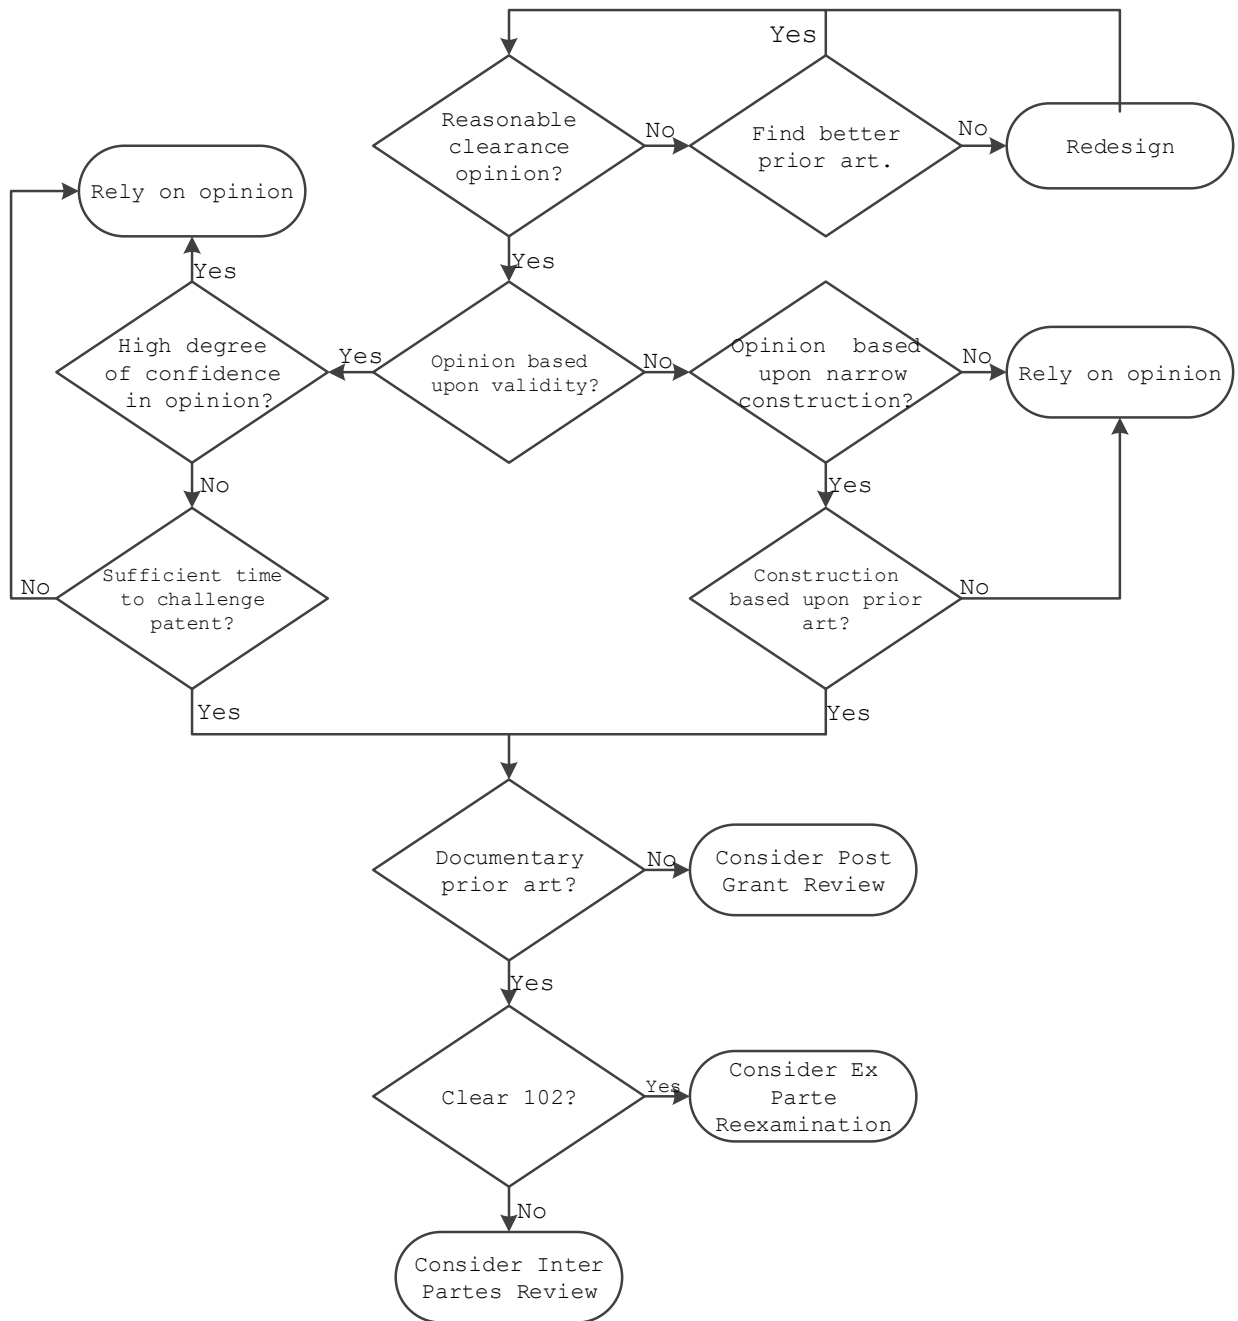 Yes
Reasonable
clearance
opinion?
No
Find better
prior art.
No
Redesign
Rely on opinion
Yes
Yes
High degree
of confidence
in opinion?
Yes
Opinion based
upon validity?
No
Opinion based
upon narrow
construction?
No
Rely on opinion
No
Yes
Sufficient time
to challenge
patent?
No
Construction
based upon prior
art?
No
Yes
Yes
Documentary
prior art?
No
Consider Post
Grant Review
Yes
Clear 102?
Yes
Consider Ex
Parte
Reexamination
No
Consider Inter
Partes Review